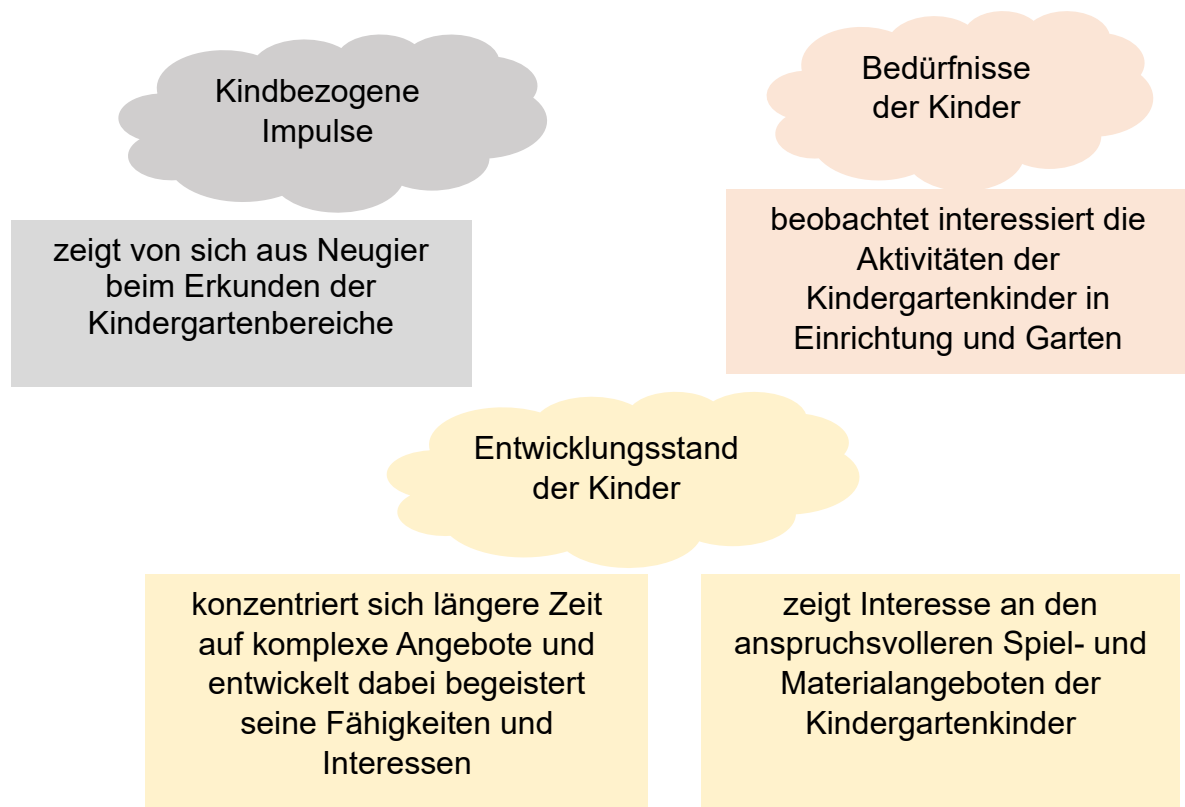 Kindbezogene
Impulse
Bedürfnisse
der Kinder
zeigt von sich aus Neugier
beim Erkunden der
Kindergartenbereiche
beobachtet interessiert die
Aktivitäten der
Kindergartenkinder in
Einrichtung und Garten
Entwicklungsstand
der Kinder
konzentriert sich längere Zeit
auf komplexe Angebote und
entwickelt dabei begeistert
seine Fähigkeiten und
Interessen
zeigt Interesse an den
anspruchsvolleren Spiel- und
Materialangeboten der
Kindergartenkinder